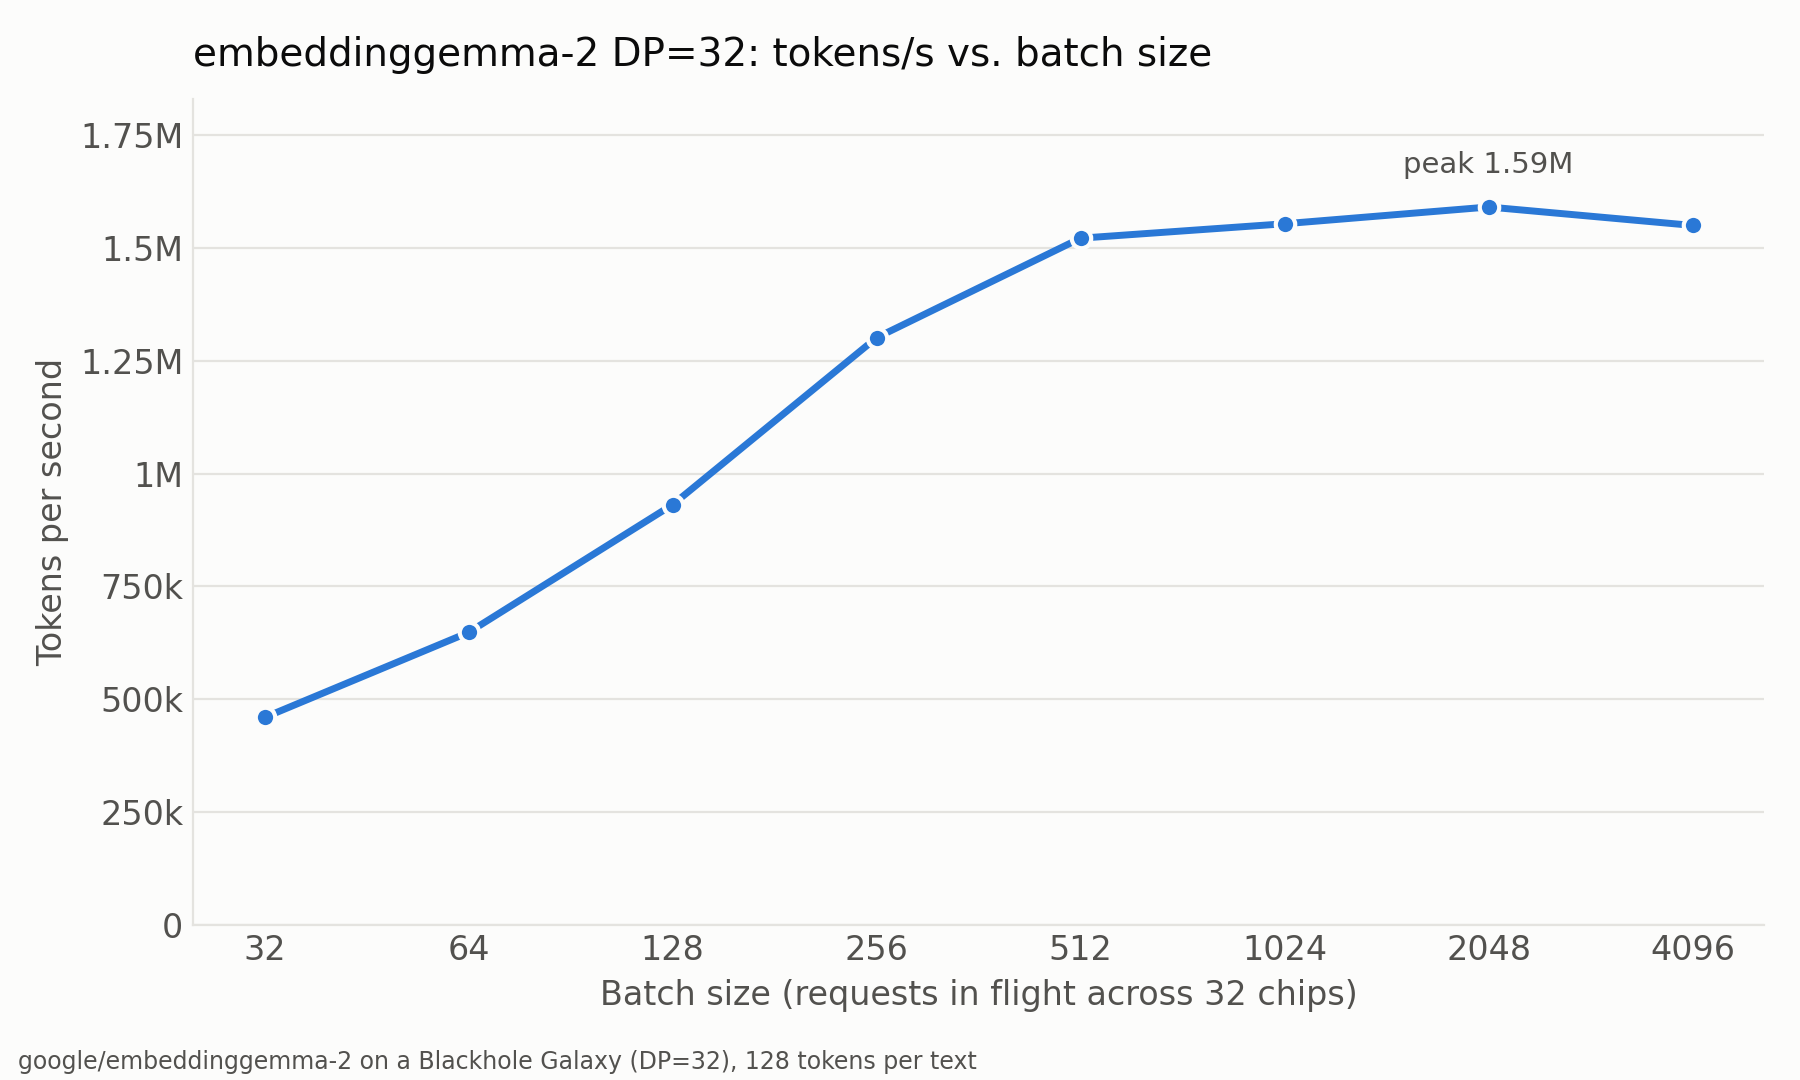 embeddinggemma-2 DP=32: tokens/s vs. batch size
1.75M
peak 1.59M
1.5M
1.25M
1M
750k
500k
250k
0
Tokens per second
32 64 128 256 512 1024 2048 4096
Batch size (requests in flight across 32 chips)
google/embeddinggemma-2 on a Blackhole Galaxy (DP=32), 128 tokens per text